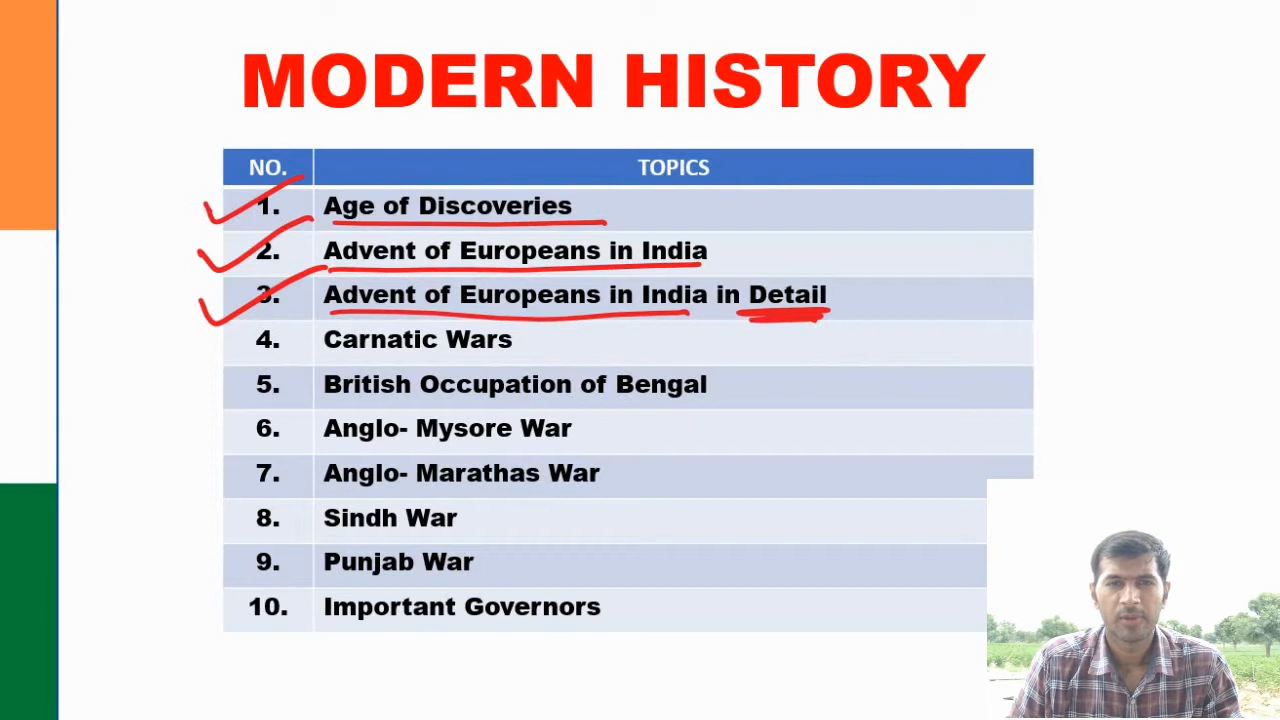 MODERN HISTORY
NO. TOPICS
1. Age of Discoveries
2. Advent of Europeans in India
3. Advent of Europeans in India in Detail
4. Carnatic Wars
5. British Occupation of Bengal
6. Anglo- Mysore War
7. Anglo- Marathas War
8. Sindh War
9. Punjab War
10. Important Governors